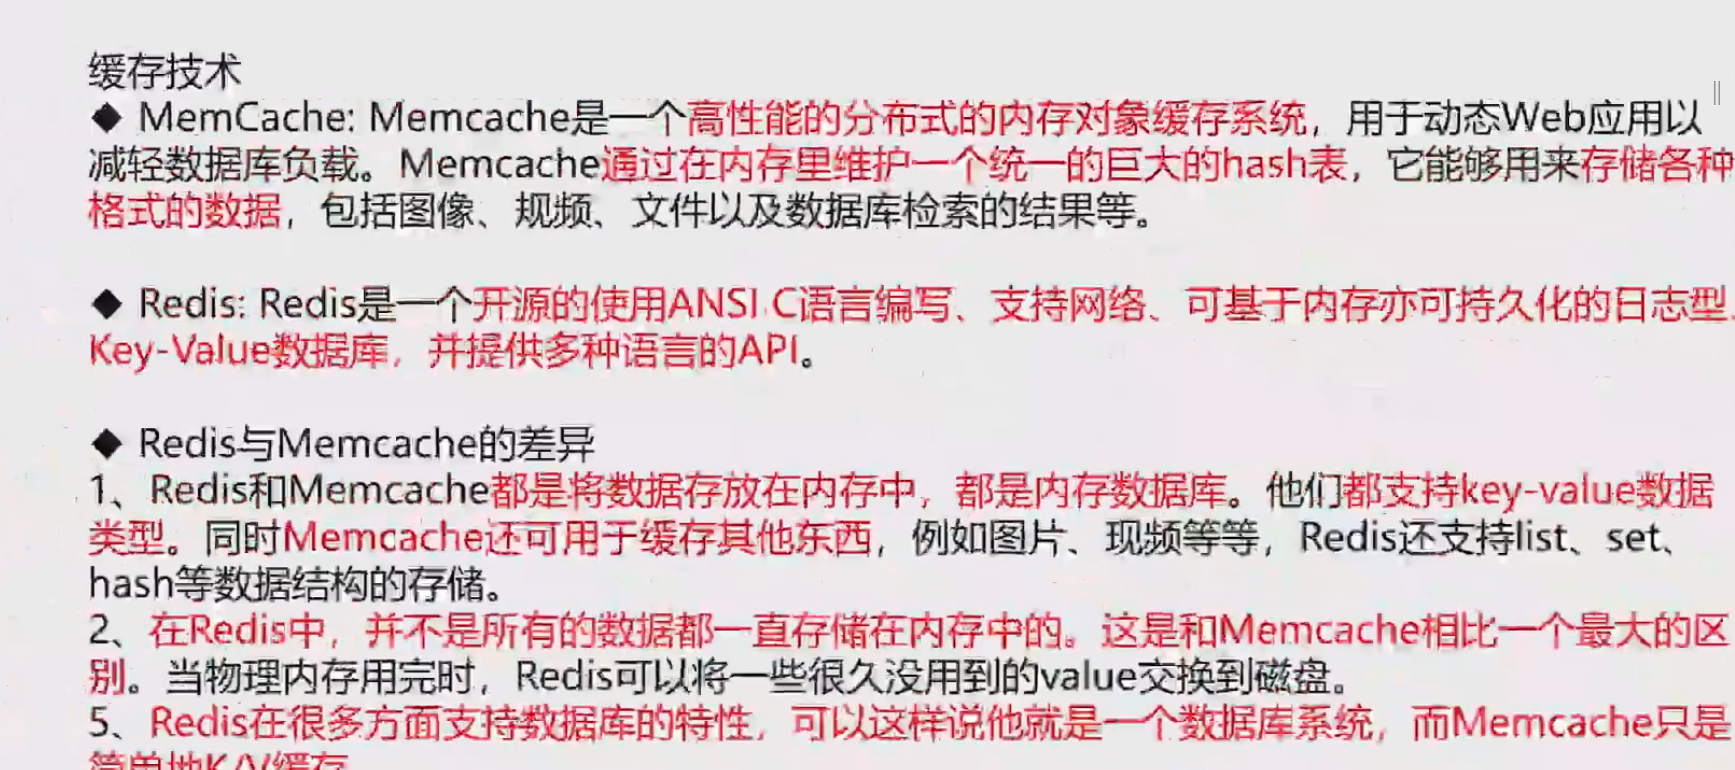 缓存技术
◆ MemCache: Memcache是一个高性能的分布式的内存对象缓存系统，用于动态Web应用以
减轻数据库负载。Memcache通过在内存里维护一个统一的巨大的hash表，它能够用来存储各种
格式的数据，包括图像、视频、文件以及数据库检索的结果等。
◆ Redis: Redis是一个开源的使用ANSI C语言编写、支持网络、可基于内存亦可持久化的日志型、
Key-Value数据库，并提供多种语言的API。
◆ Redis与Memcache的差异
1、Redis和Memcache都是将数据存放在内存中，都是内存数据库。他们都支持key-value数据
类型。同时Memcache还可用于缓存其他东西，例如图片、视频等等，Redis还支持list、set、
hash等数据结构的存储。
2、在Redis中，并不是所有的数据都一直存储在内存中的。这是和Memcache相比一个最大的区
别。当物理内存用完时，Redis可以将一些很久没用到的value交换到磁盘。
5、Redis在很多方面支持数据库的特性，可以这样说他就是一个数据库系统，而Memcache只是
简单地K/V缓存